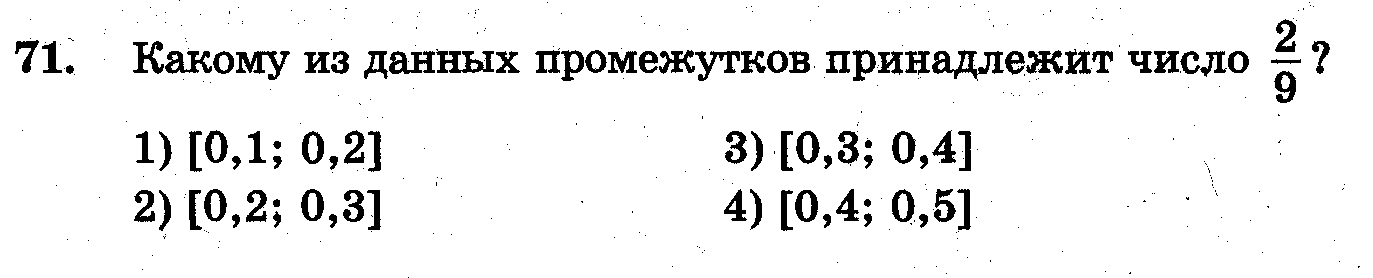 71. Какому из данных промежутков принадлежит число 2/9?
1) [0,1; 0,2] 3) [0,3; 0,4]
2) [0,2; 0,3] 4) [0,4; 0,5]